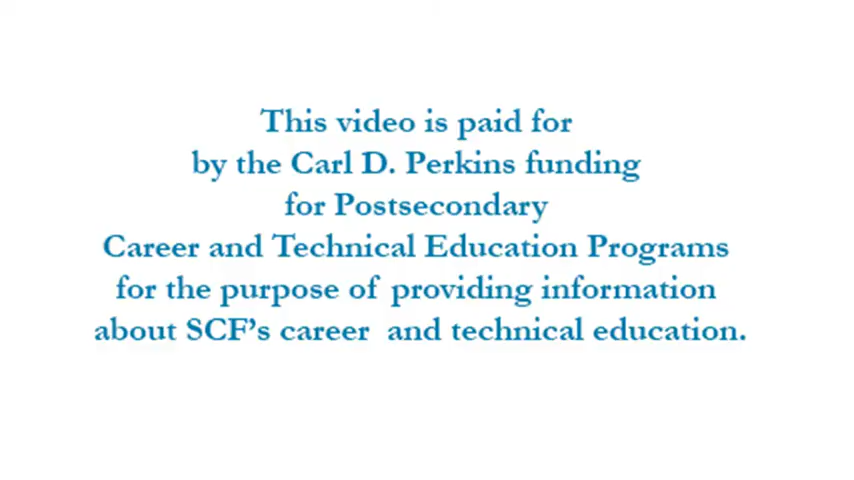 This video is paid for
by the Carl D. Perkins funding
for Postsecondary
Career and Technical Education Programs
for the purpose of providing information
about SCF’s career and technical education.